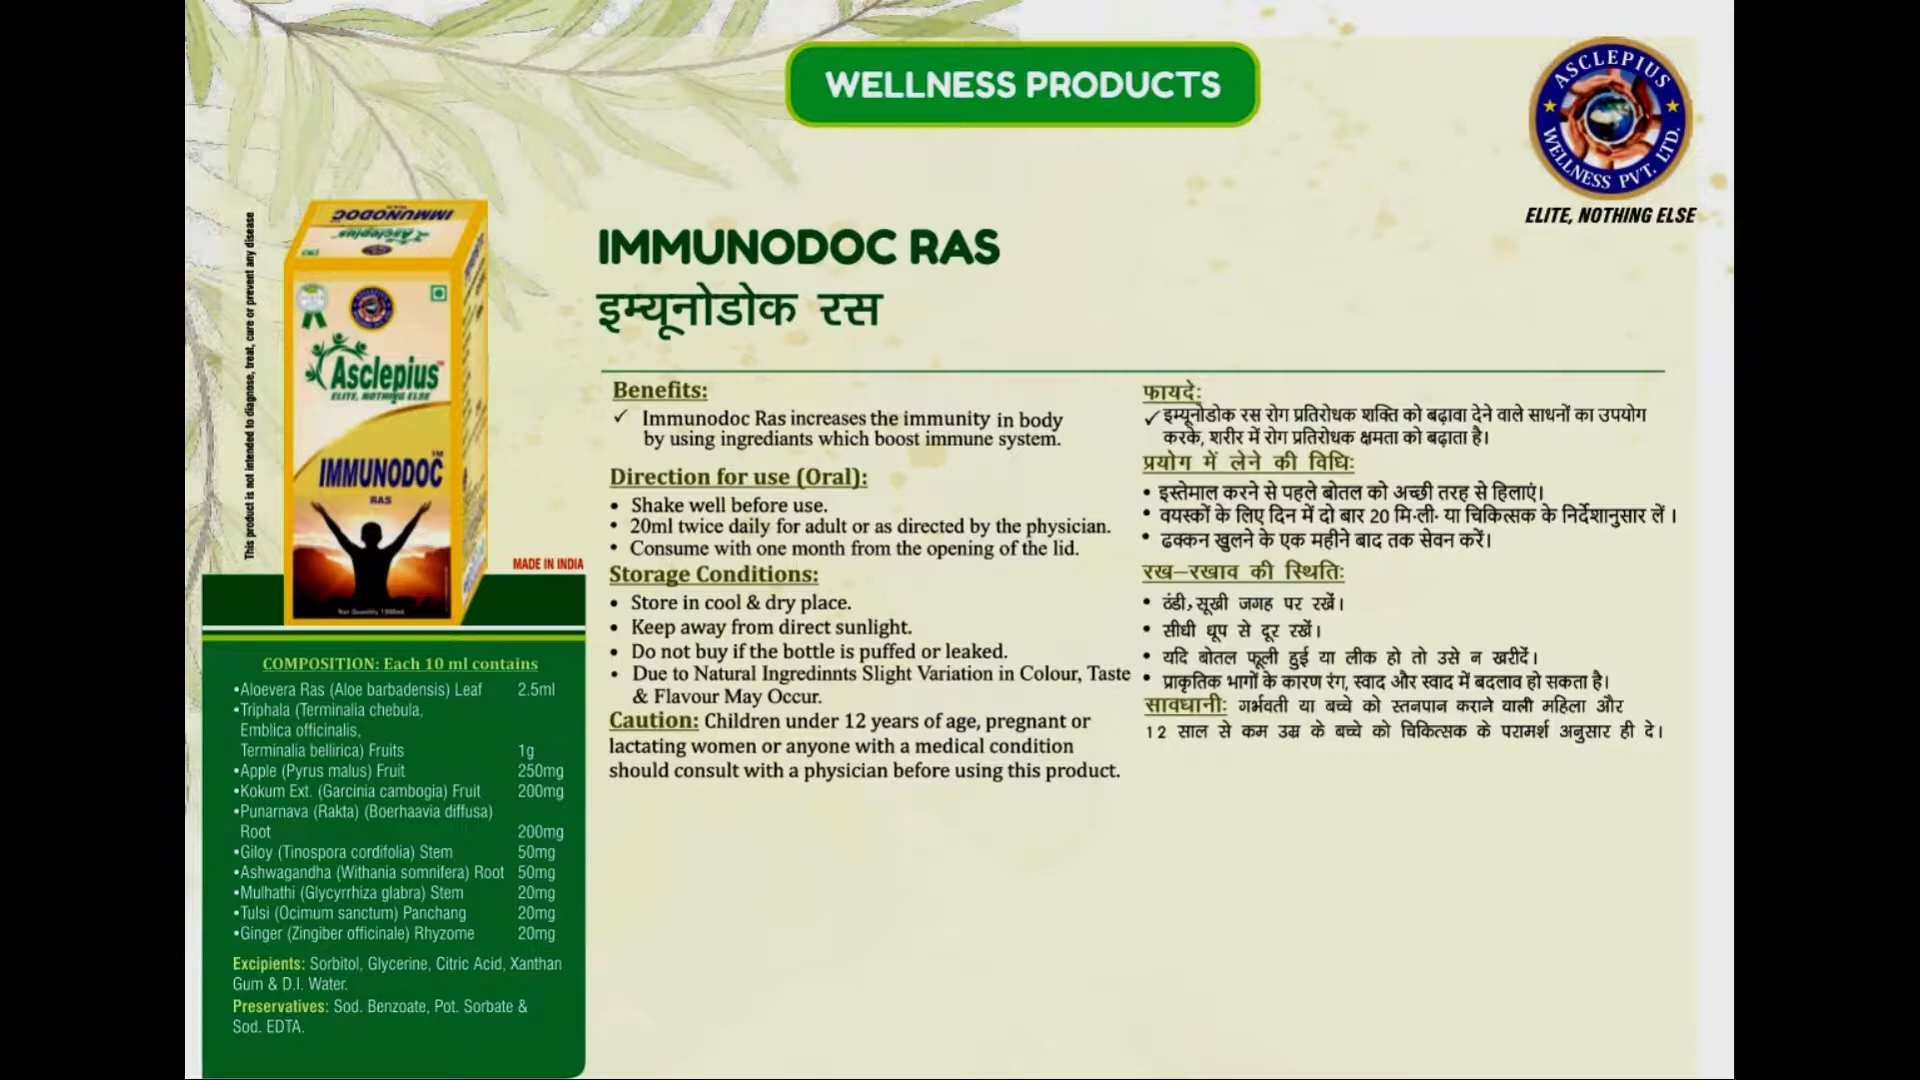 WELLNESS PRODUCTS
ASCLEPIUS
WELLNESS PVT. LTD.
ELITE, NOTHING ELSE
This product is not intended to diagnose, treat, cure or prevent any disease
IMMUNODOC
Asclepius
Asclepius
ELITE, NOTHING ELSE
IMMUNODOC™
RAS
Net Quantity 1000ml
MADE IN INDIA
IMMUNODOC RAS
इम्यूनोडोक रस
Benefits:
✓ Immunodoc Ras increases the immunity in body
by using ingrediants which boost immune system.
Direction for use (Oral):
• Shake well before use.
• 20ml twice daily for adult or as directed by the physician.
• Consume with one month from the opening of the lid.
Storage Conditions:
• Store in cool & dry place.
• Keep away from direct sunlight.
• Do not buy if the bottle is puffed or leaked.
• Due to Natural Ingredinnts Slight Variation in Colour, Taste
& Flavour May Occur.
Caution: Children under 12 years of age, pregnant or
lactating women or anyone with a medical condition
should consult with a physician before using this product.
फायदे:
✓ इम्यूनोडोक रस रोग प्रतिरोधक शक्ति को बढ़ावा देने वाले साधनों का उपयोग
करके, शरीर में रोग प्रतिरोधक क्षमता को बढ़ाता है।
प्रयोग में लेने की विधि:
• इस्तेमाल करने से पहले बोतल को अच्छी तरह से हिलाएं।
• वयस्कों के लिए दिन में दो बार 20 मि.ली. या चिकित्सक के निर्देशानुसार लें ।
• ढक्कन खुलने के एक महीने बाद तक सेवन करें।
रख–रखाव की स्थिति:
• ठंडी, सूखी जगह पर रखें।
• सीधी धूप से दूर रखें।
• यदि बोतल फूली हुई या लीक हो तो उसे न खरीदें।
• प्राकृतिक भागों के कारण रंग, स्वाद और स्वाद में बदलाव हो सकता है।
सावधानी: गर्भवती या बच्चे को स्तनपान कराने वाली महिला और
12 साल से कम उम्र के बच्चे को चिकित्सक के परामर्श अनुसार ही दे।
COMPOSITION: Each 10 ml contains
•Aloevera Ras (Aloe barbadensis) Leaf 2.5ml
•Triphala (Terminalia chebula,
Emblica officinalis,
Terminalia bellirica) Fruits 1g
•Apple (Pyrus malus) Fruit 250mg
•Kokum Ext. (Garcinia cambogia) Fruit 200mg
•Punarnava (Rakta) (Boerhaavia diffusa)
Root 200mg
•Giloy (Tinospora cordifolia) Stem 50mg
•Ashwagandha (Withania somnifera) Root 50mg
•Mulhathi (Glycyrrhiza glabra) Stem 20mg
•Tulsi (Ocimum sanctum) Panchang 20mg
•Ginger (Zingiber officinale) Rhyzome 20mg
Excipients: Sorbitol, Glycerine, Citric Acid, Xanthan
Gum & D.I. Water.
Preservatives: Sod. Benzoate, Pot. Sorbate &
Sod. EDTA.